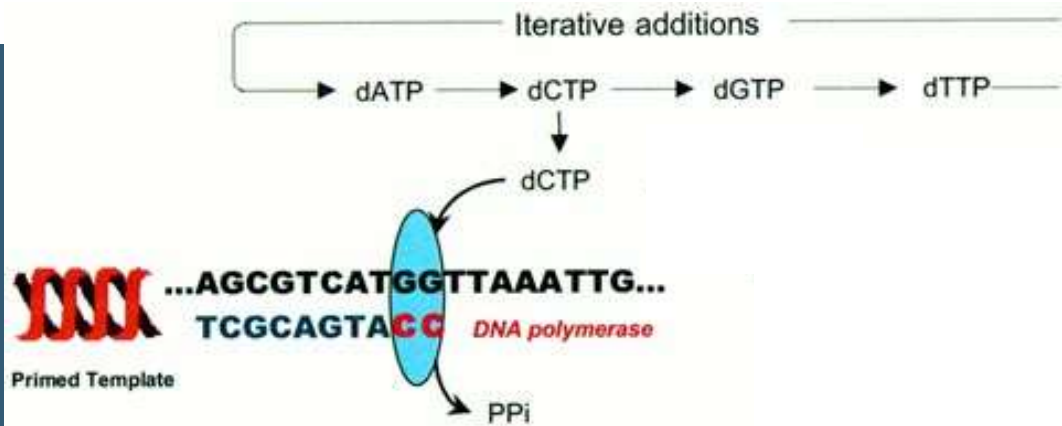 Iterative additions
dATP dCTP dGTP dTTP
dCTP
...AGCGTCATGGTTAAATTG...
TCGCAGTACC DNA polymerase
Primed Template
PPi